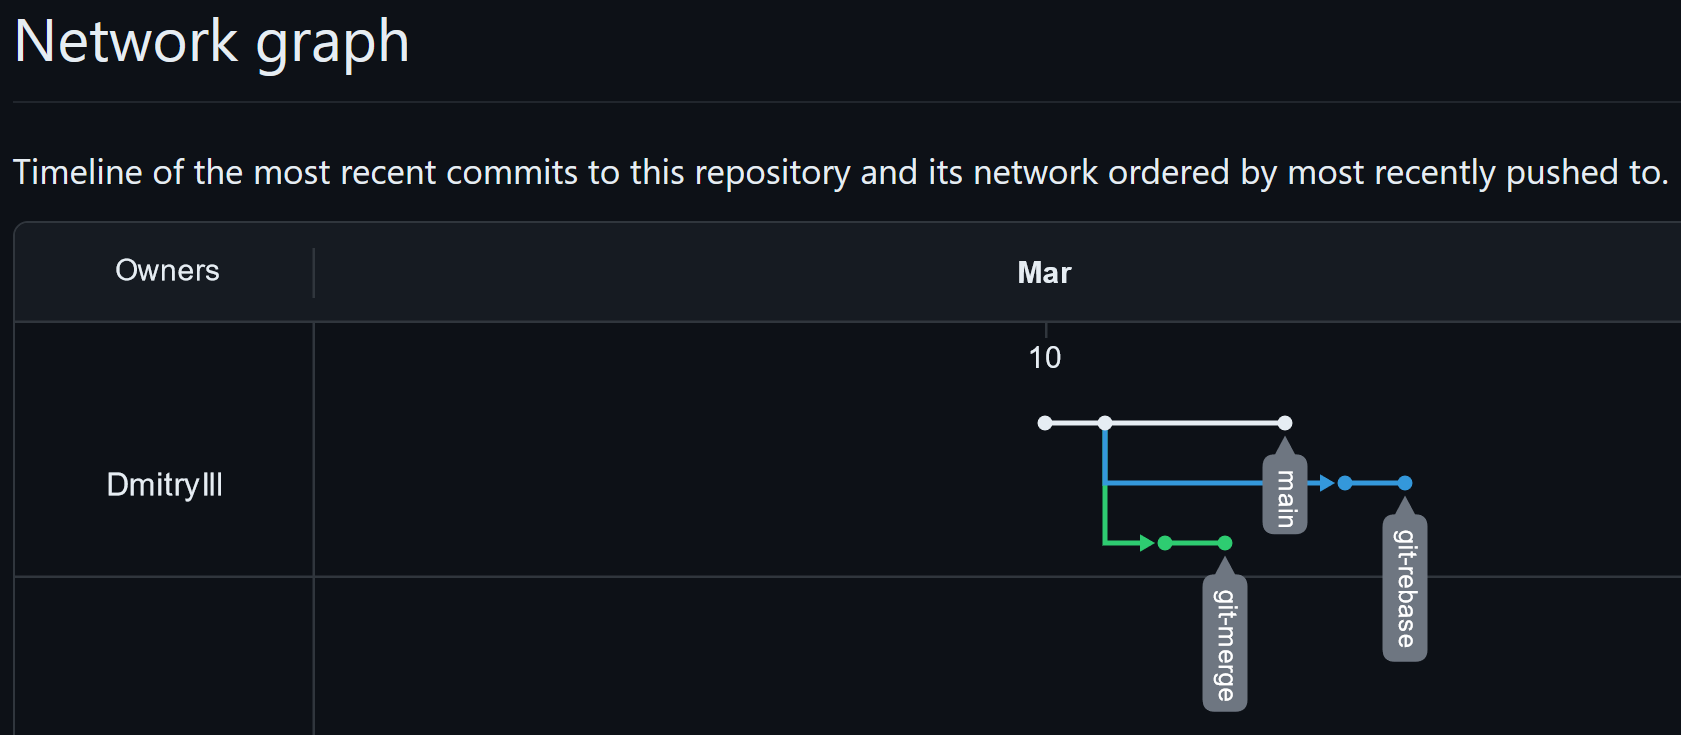 Network graph
Timeline of the most recent commits to this repository and its network ordered by most recently pushed to.
Owners
Mar
10
DmitryIII
main
git-rebase
git-merge